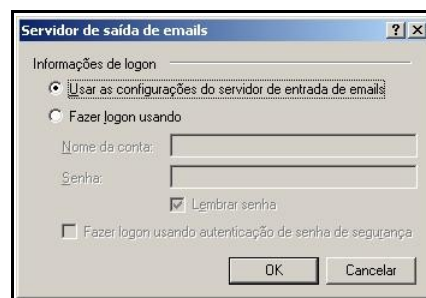 Servidor de saída de emails
Informações de logon
Usar as configurações do servidor de entrada de emails
Fazer logon usando
Nome da conta:
Senha:
Lembrar senha
Fazer logon usando autenticação de senha de segurança
OK Cancelar